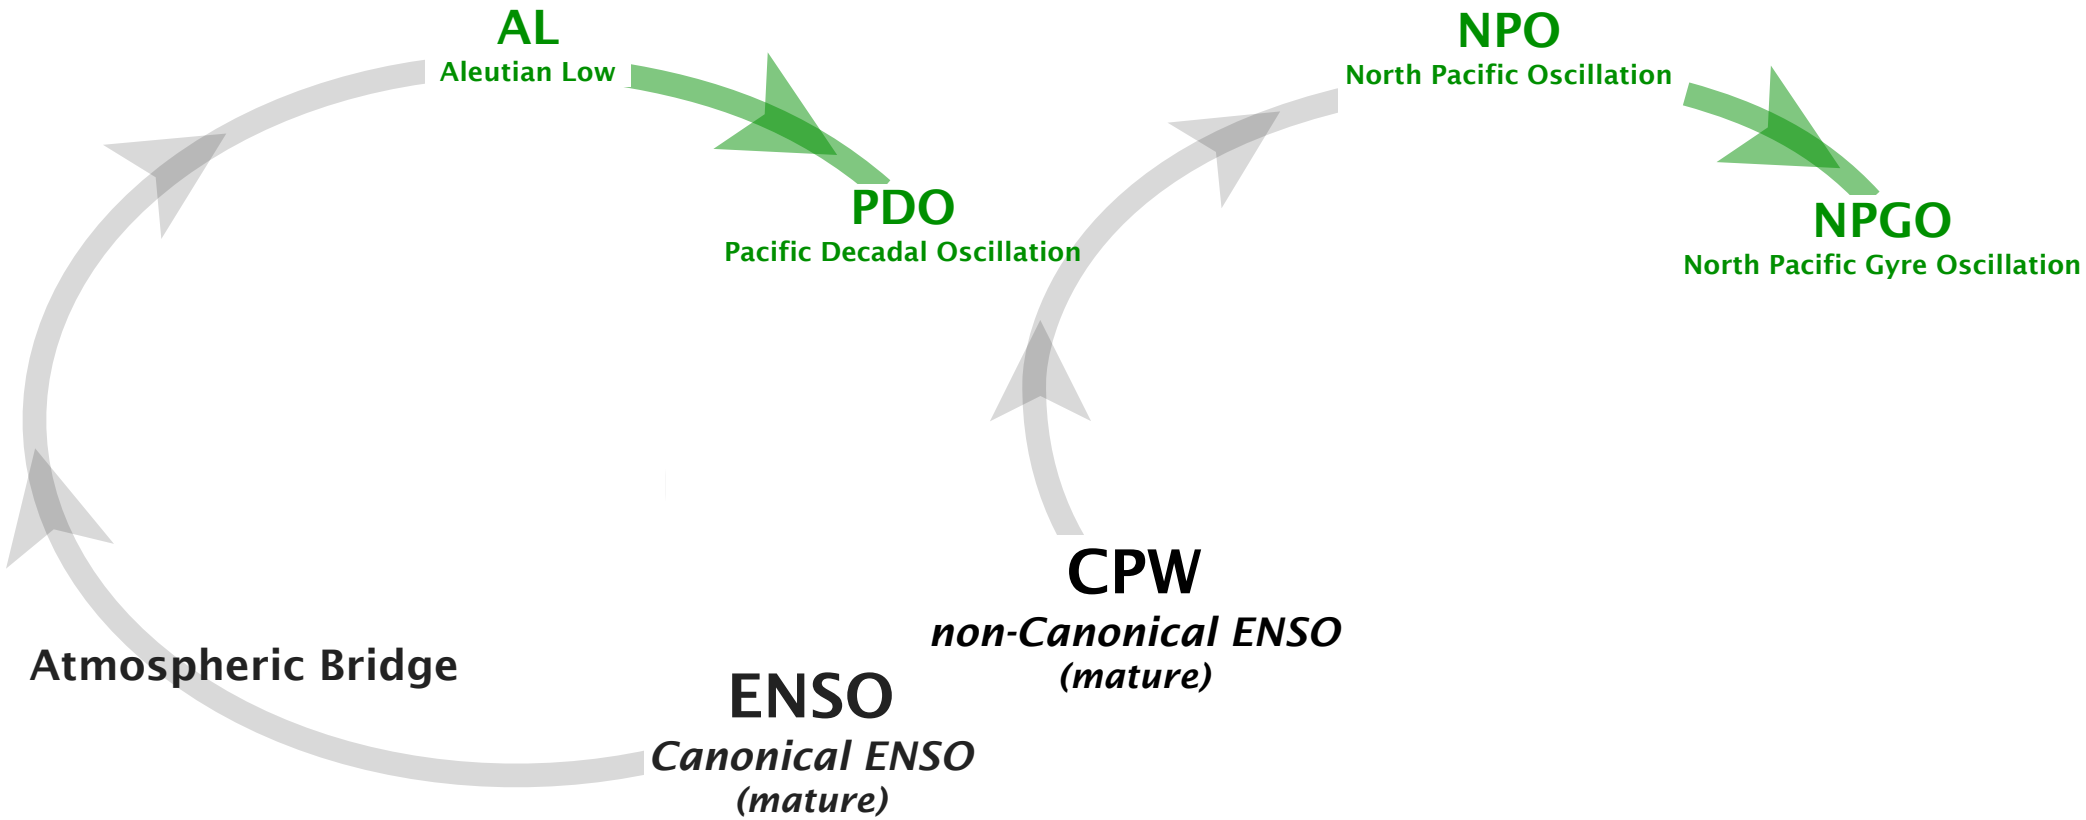 AL
Aleutian Low
NPO
North Pacific Oscillation
PDO
Pacific Decadal Oscillation
NPGO
North Pacific Gyre Oscillation
CPW
non-Canonical ENSO
(mature)
Atmospheric Bridge
ENSO
Canonical ENSO
(mature)